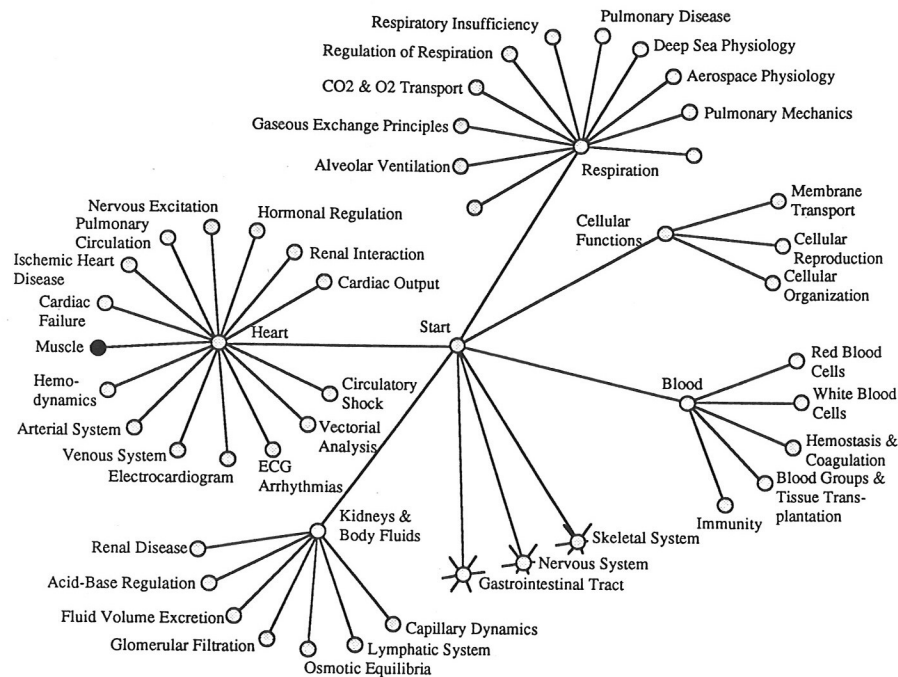 Respiratory Insufficiency
Pulmonary Disease
Regulation of Respiration
Deep Sea Physiology
CO2 & O2 Transport
Aerospace Physiology
Gaseous Exchange Principles
Pulmonary Mechanics
Alveolar Ventilation
Respiration
Membrane
Transport
Cellular
Functions
Cellular
Reproduction
Cellular
Organization
Nervous Excitation
Hormonal Regulation
Pulmonary
Circulation
Renal Interaction
Ischemic Heart
Disease
Cardiac Output
Cardiac
Failure
Heart
Start
Muscle
Hemo-
dynamics
Circulatory
Shock
Arterial System
Vectorial
Analysis
Venous System
Electrocardiogram
ECG
Arrhythmias
Blood
Red Blood
Cells
White Blood
Cells
Hemostasis &
Coagulation
Blood Groups &
Tissue Trans-
plantation
Immunity
Kidneys &
Body Fluids
Skeletal System
Nervous System
Gastrointestinal Tract
Renal Disease
Acid-Base Regulation
Fluid Volume Excretion
Glomerular Filtration
Capillary Dynamics
Lymphatic System
Osmotic Equilibria